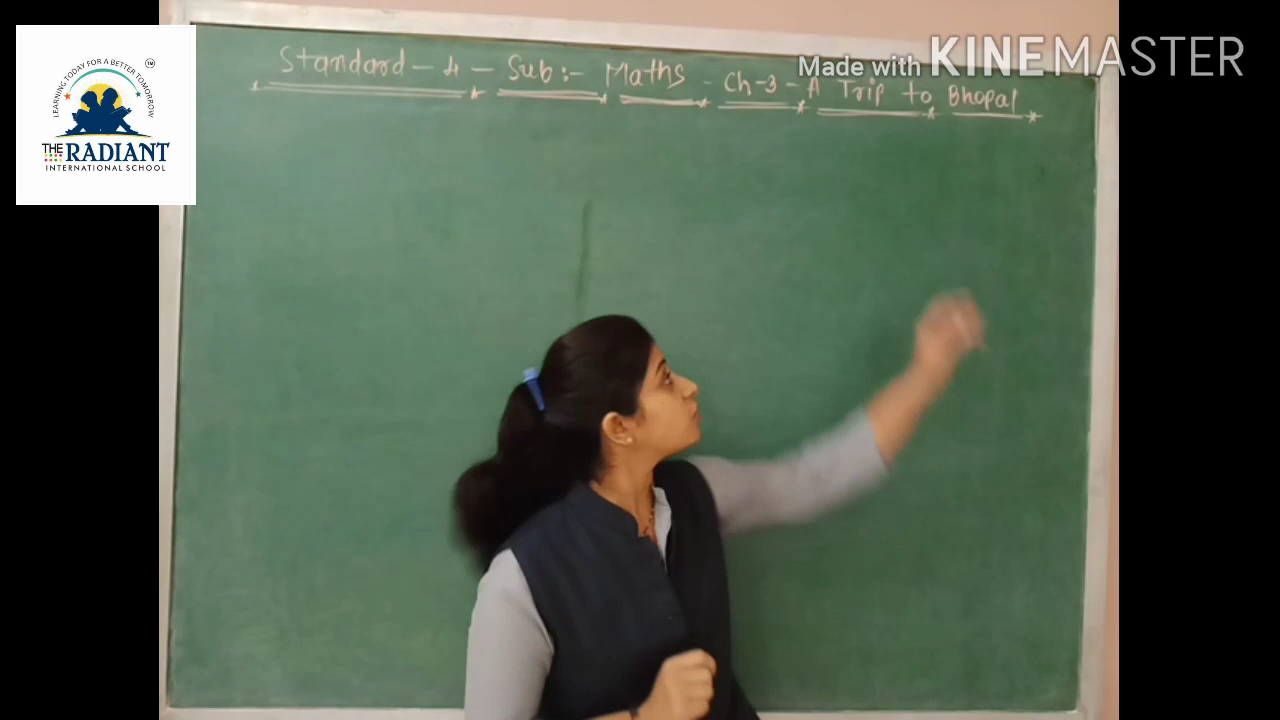 LEARNING TODAY FOR A BETTER TOMORROW
TM
THE RADIANT
INTERNATIONAL SCHOOL
Made with KINEMASTER
Standard - 4 - Sub:- Maths - Ch-3 - A Trip to Bhopal